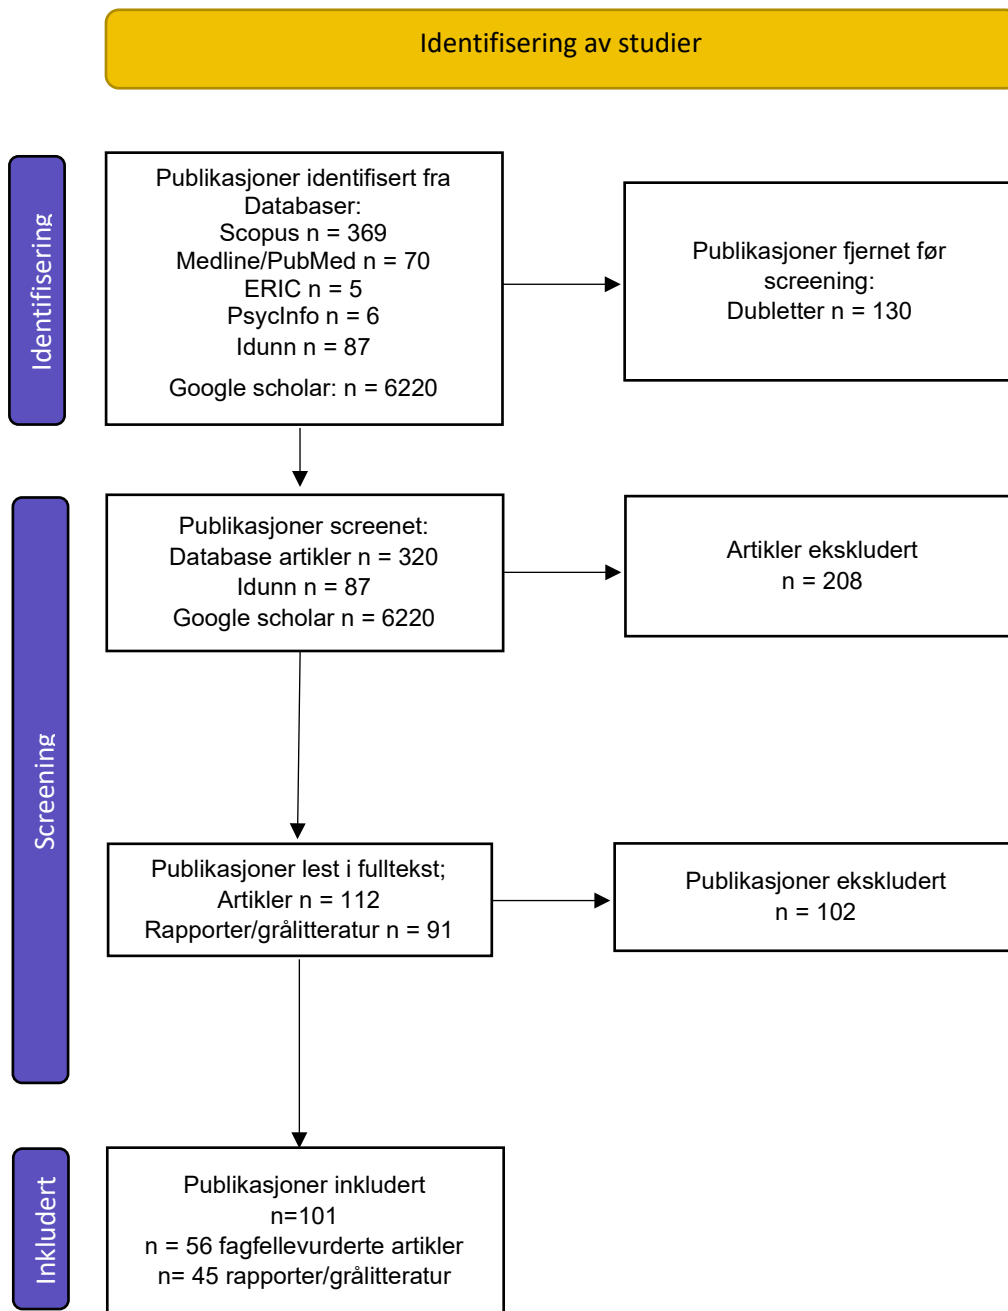 Identifisering av studier
Identifisering
Publikasjoner identifisert fra
Databaser:
Scopus n = 369
Medline/PubMed n = 70
ERIC n = 5
PsycInfo n = 6
Idunn n = 87
Google scholar: n = 6220
Publikasjoner fjernet før
screening:
Dubletter n = 130
Screening
Publikasjoner screenet:
Database artikler n = 320
Idunn n = 87
Google scholar n = 6220
Artikler ekskludert
n = 208
Publikasjoner lest i fulltekst;
Artikler n = 112
Rapporter/grålitteratur n = 91
Publikasjoner ekskludert
n = 102
Inkludert
Publikasjoner inkludert
n=101
n = 56 fagfellevurderte artikler
n= 45 rapporter/grålitteratur